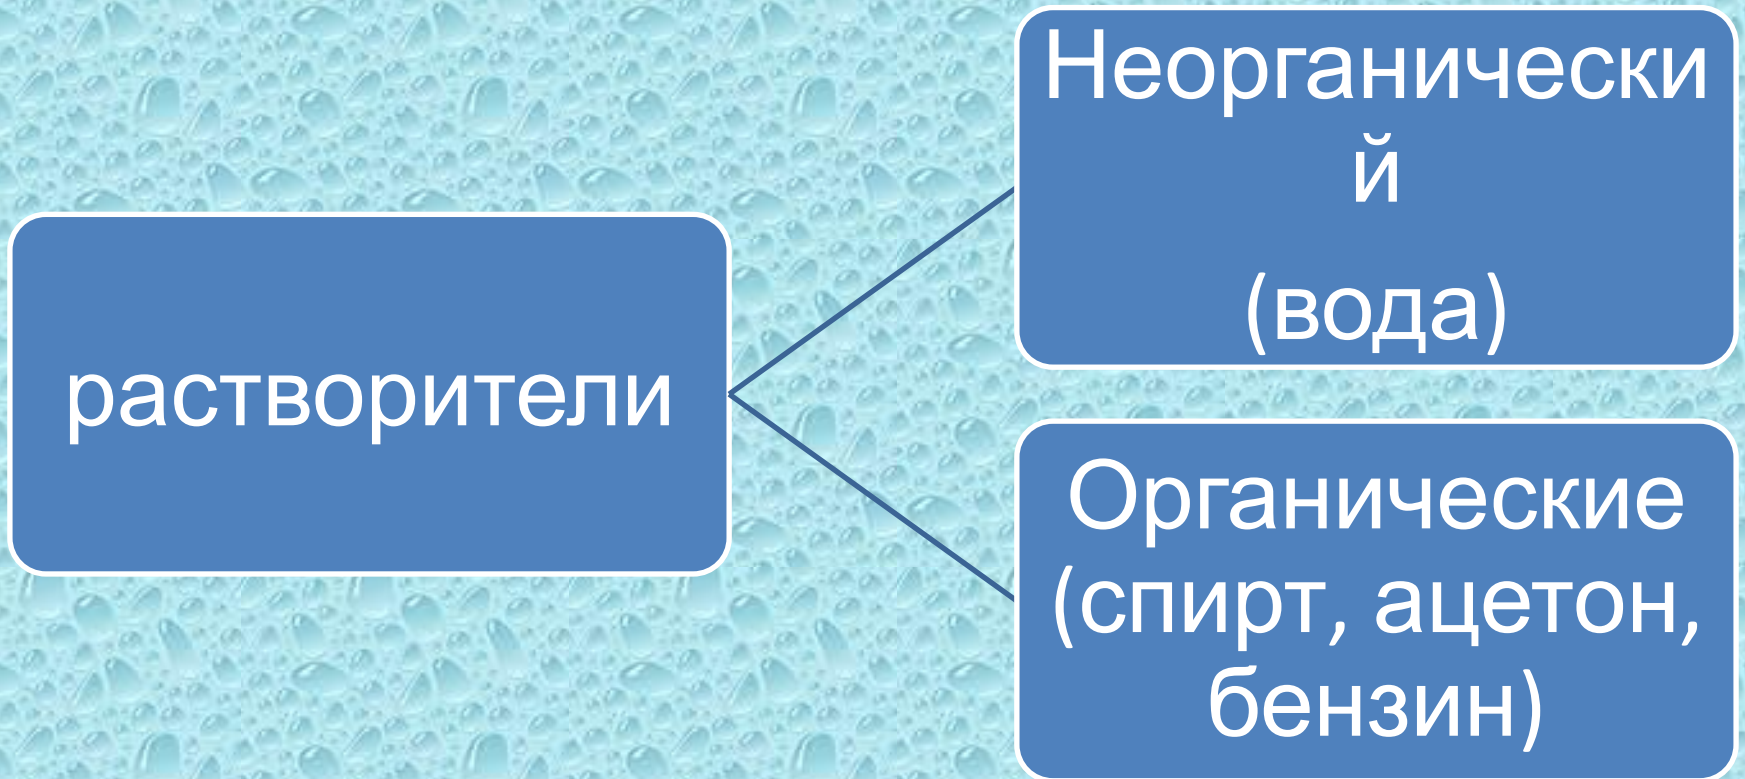 растворители
Неорганически
й
(вода)
Органические
(спирт, ацетон,
бензин)